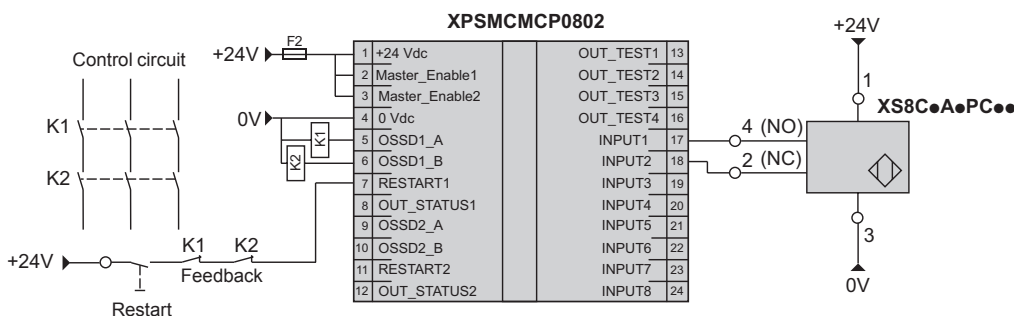 XPSMCMCP0802
Control circuit
K1
K2
+24V
F2
0V
K1
K2
1 +24 Vdc
2 Master_Enable1
3 Master_Enable2
4 0 Vdc
5 OSSD1_A
6 OSSD1_B
7 RESTART1
8 OUT_STATUS1
9 OSSD2_A
10 OSSD2_B
11 RESTART2
12 OUT_STATUS2
OUT_TEST1 13
OUT_TEST2 14
OUT_TEST3 15
OUT_TEST4 16
INPUT1 17
INPUT2 18
INPUT3 19
INPUT4 20
INPUT5 21
INPUT6 22
INPUT7 23
INPUT8 24
+24V
1
XS8C●A●PC●●
4 (NO)
2 (NC)
3
0V
+24V
K1 K2
Feedback
Restart